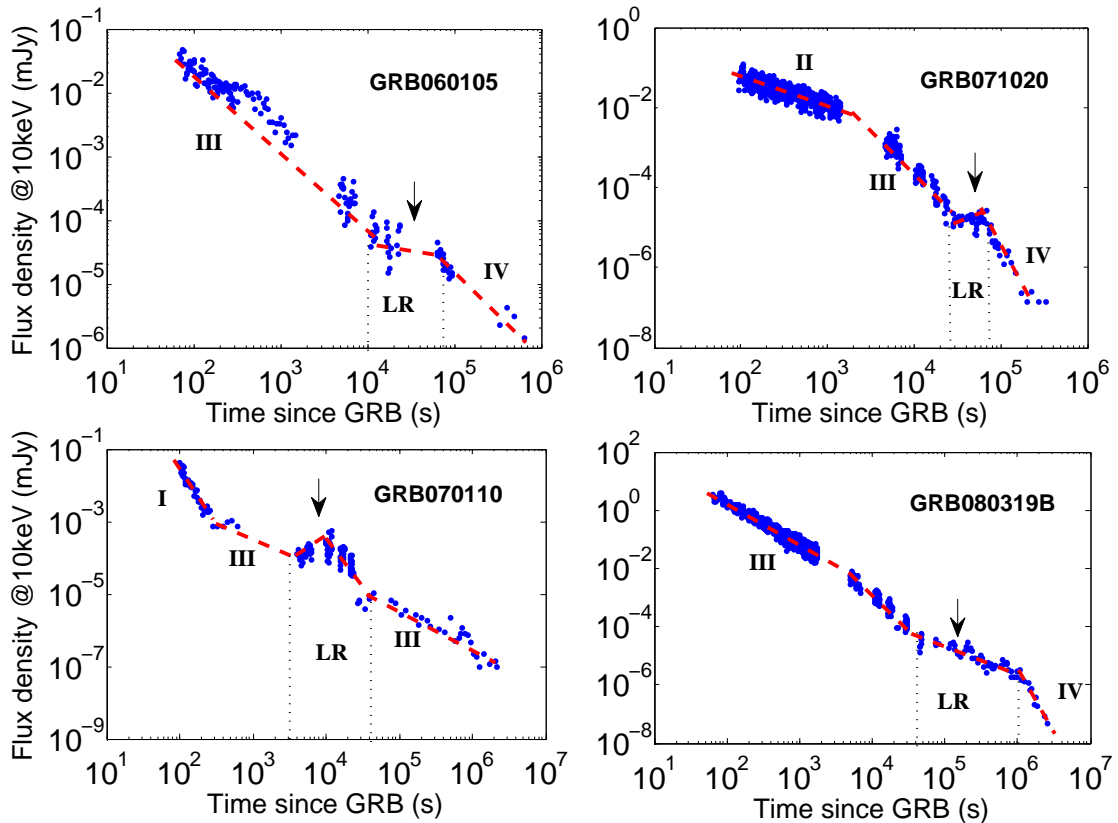 GRB060105
III
LR
IV
Flux density @10keV (mJy)
10^−1
10^−2
10^−3
10^−4
10^−5
10^−6
10^1 10^2 10^3 10^4 10^5 10^6
Time since GRB (s)
GRB071020
II
III
LR
IV
10^0
10^−2
10^−4
10^−6
10^−8
10^1 10^2 10^3 10^4 10^5 10^6
Time since GRB (s)
GRB070110
I
III
LR
III
Flux density @10keV (mJy)
10^−1
10^−3
10^−5
10^−7
10^−9
10^1 10^2 10^3 10^4 10^5 10^6 10^7
Time since GRB (s)
GRB080319B
III
LR
IV
10^2
10^0
10^−2
10^−4
10^−6
10^−8
10^1 10^2 10^3 10^4 10^5 10^6 10^7
Time since GRB (s)